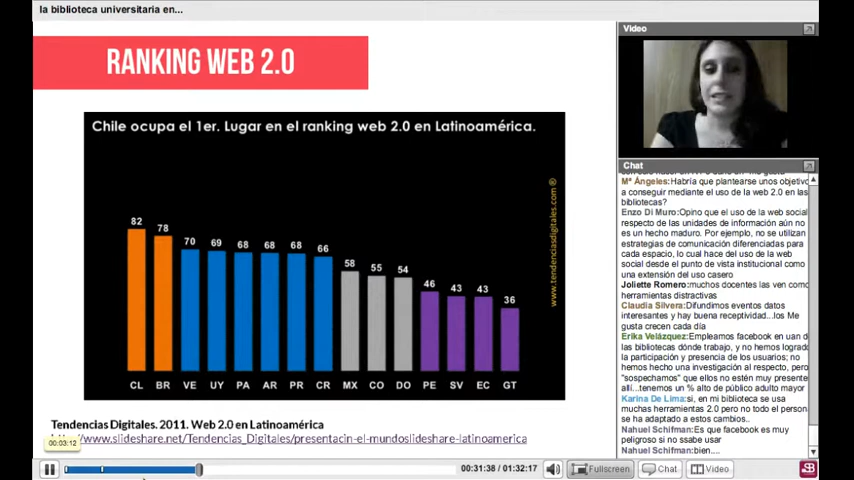 la biblioteca universitaria en...
RANKING WEB 2.0
Chile ocupa el 1er. Lugar en el ranking web 2.0 en Latinoamérica.
82 78 70 69 68 68 68 66 58 55 54 46 43 43 36
CL BR VE UY PA AR PR CR MX CO DO PE SV EC GT
www.tendenciasdigitales.com ®
Tendencias Digitales. 2011. Web 2.0 en Latinoamérica
www.slideshare.net/Tendencias_Digitales/presentacin-el-mundoslideshare-latinoamerica
00:03:12
00:31:38 / 01:32:17
Fullscreen
Chat
Video
SB
Video
Chat
Mª Ángeles:Habría que plantearse unos objetivo
a conseguir mediante el uso de la web 2.0 en las
bibliotecas?
Enzo Di Muro:Opino que el uso de la web social
respecto de las unidades de información aún no
es un hecho maduro. Por ejemplo, no se utilizan
estrategias de comunicación diferenciadas para
cada espacio, lo cual hace del uso de la web
social desde el punto de vista institucional como
una extensión del uso casero
Joliette Romero:muchos docentes las ven como
herramientas distractivas
Claudia Silvera:Difundimos eventos datos
interesantes y hay buena receptividad...los Me
gusta crecen cada día
Erika Velázquez:Empleamos facebook en uan de
las bibliotecas dónde trabajo, y no hemos logrado
la participación y presencia de los usuarios; no
hemos hecho una investigación al respecto, pero
"sospechamos" que ellos no estén muy presente
allí...tenemos un % alto de público adulto mayor
Karina De Lima:si, en mi biblioteca se usa
muchas herramientas 2.0 pero no todo el person
se ha adaptado a estos cambios..
Nahuel Schifman:Es que facebook es muy
peligroso si no ssabe usar
Nahuel Schifman:bien....